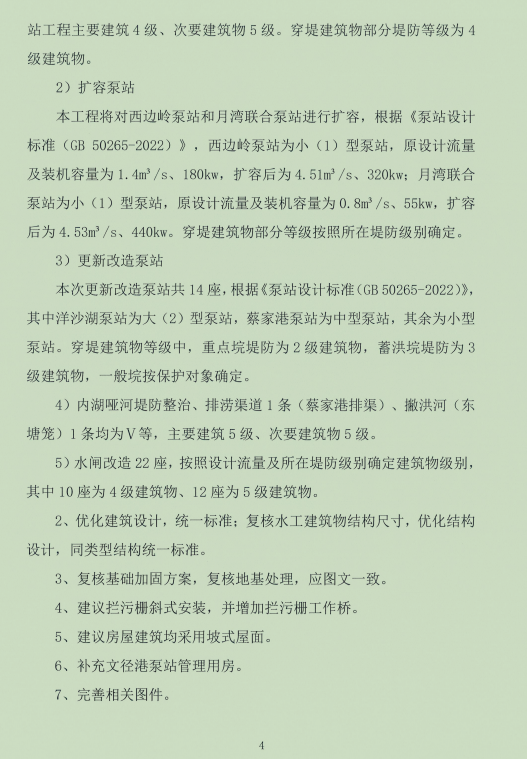 站工程主要建筑 4 级、次要建筑物 5 级。穿堤建筑物部分堤防等级为 4
级建筑物。
2）扩容泵站
本工程将对西边岭泵站和月湾联合泵站进行扩容，根据《泵站设计
标准（GB 50265-2022）》，西边岭泵站为小（1）型泵站，原设计流量
及装机容量为 1.4m³/s、180kw，扩容后为 4.51m³/s、320kw；月湾联合
泵站为小（1）型泵站，原设计流量及装机容量为 0.8m³/s、55kw，扩容
后为 4.53m³/s、440kw。穿堤建筑物部分等级按照所在堤防级别确定。
3）更新改造泵站
本次更新改造泵站共 14 座，根据《泵站设计标准（GB 50265-2022）》，
其中洋沙湖泵站为大（2）型泵站，蔡家港泵站为中型泵站，其余为小型
泵站。穿堤建筑物等级中，重点垸堤防为 2 级建筑物，蓄洪垸堤防为 3
级建筑物，一般垸按保护对象确定。
4）内湖哑河堤防整治、排涝渠道 1 条（蔡家港排渠）、撇洪河（东
塘笼）1 条均为Ⅴ等，主要建筑 5 级、次要建筑物 5 级。
5）水闸改造 22 座，按照设计流量及所在堤防级别确定建筑物级别，
其中 10 座为 4 级建筑物、12 座为 5 级建筑物。
2、优化建筑设计，统一标准；复核水工建筑物结构尺寸，优化结构
设计，同类型结构统一标准。
3、复核基础加固方案，复核地基处理，应图文一致。
4、建议拦污栅斜式安装，并增加拦污栅工作桥。
5、建议房屋建筑均采用坡式屋面。
6、补充文径港泵站管理用房。
7、完善相关图件。
4